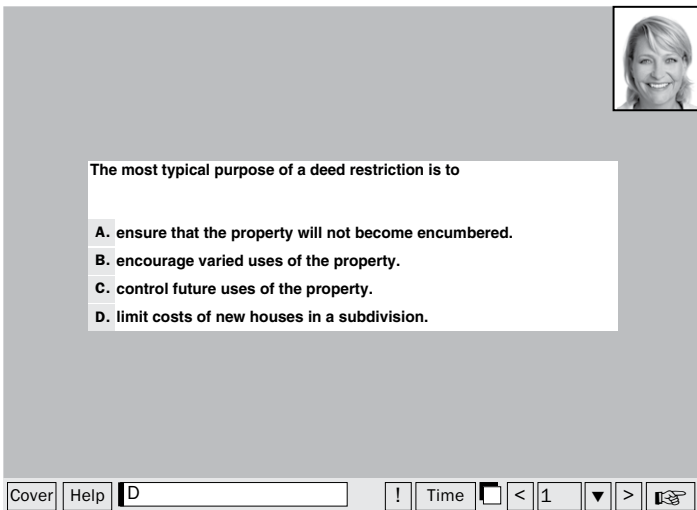 The most typical purpose of a deed restriction is to
A. ensure that the property will not become encumbered.
B. encourage varied uses of the property.
C. control future uses of the property.
D. limit costs of new houses in a subdivision.
Cover Help D ! Time < 1 ▼ >